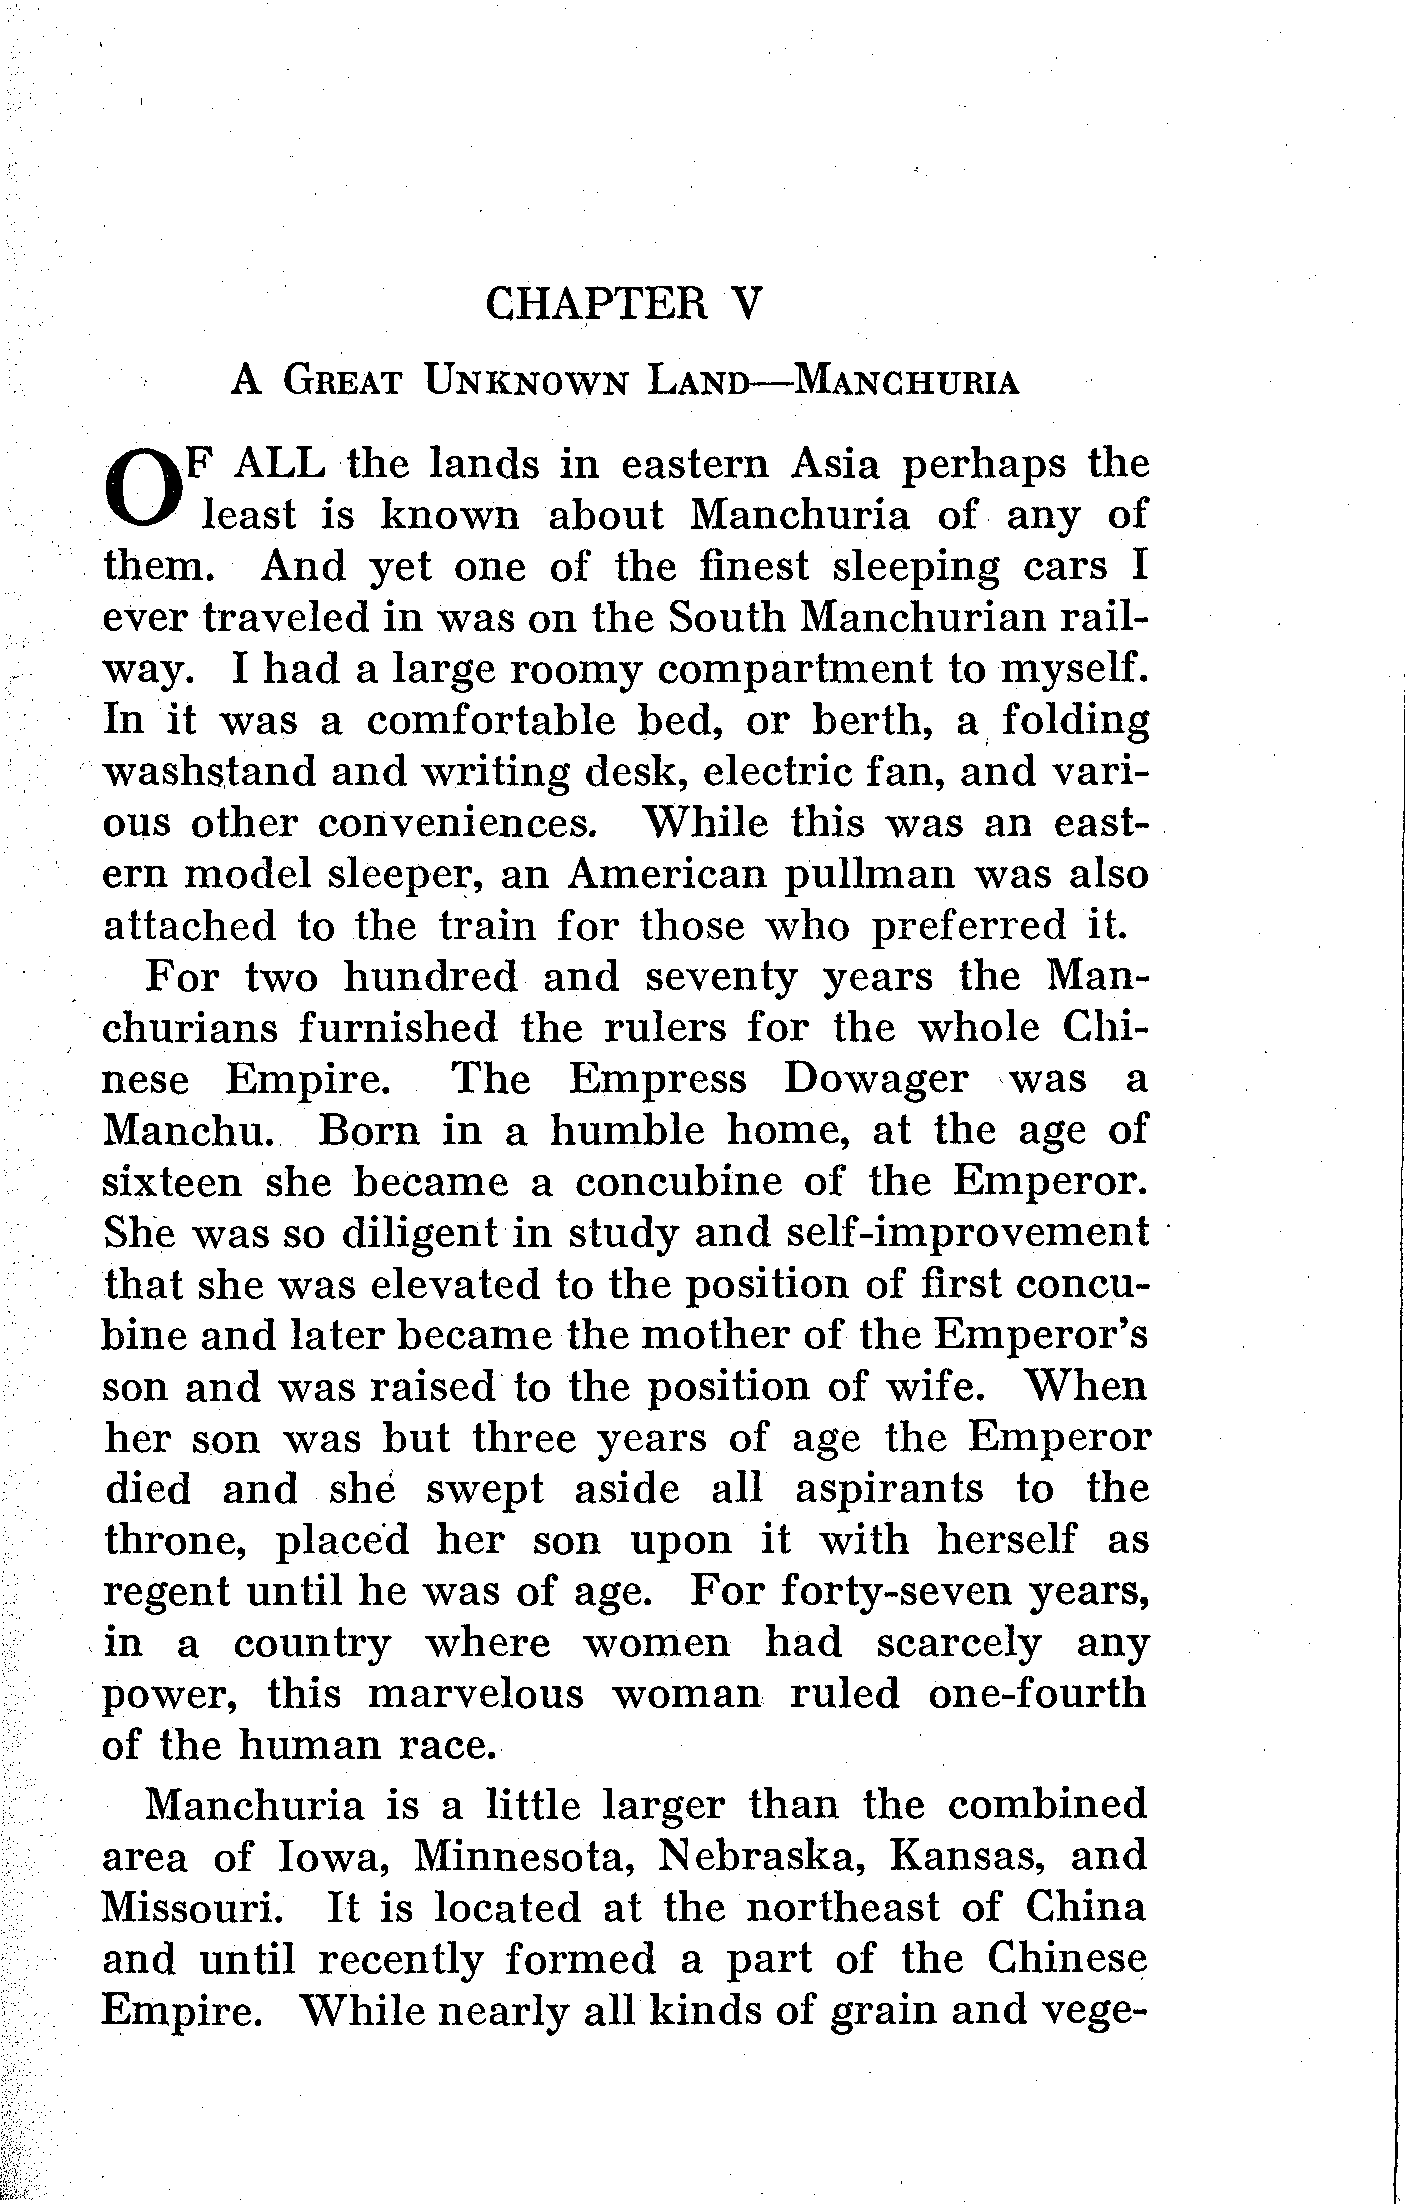 CHAPTER V
A GREAT UNKNOWN LAND—MANCHURIA
OF ALL the lands in eastern Asia perhaps the
least is known about Manchuria of any of
them. And yet one of the finest sleeping cars I
ever traveled in was on the South Manchurian rail-
way. I had a large roomy compartment to myself.
In it was a comfortable bed, or berth, a folding
washstand and writing desk, electric fan, and vari-
ous other conveniences. While this was an east-
ern model sleeper, an American pullman was also
attached to the train for those who preferred it.
For two hundred and seventy years the Man-
churians furnished the rulers for the whole Chi-
nese Empire. The Empress Dowager was a
Manchu. Born in a humble home, at the age of
sixteen she became a concubine of the Emperor.
She was so diligent in study and self-improvement
that she was elevated to the position of first concu-
bine and later became the mother of the Emperor's
son and was raised to the position of wife. When
her son was but three years of age the Emperor
died and she swept aside all aspirants to the
throne, placed her son upon it with herself as
regent until he was of age. For forty-seven years,
in a country where women had scarcely any
power, this marvelous woman ruled one-fourth
of the human race.
Manchuria is a little larger than the combined
area of Iowa, Minnesota, Nebraska, Kansas, and
Missouri. It is located at the northeast of China
and until recently formed a part of the Chinese
Empire. While nearly all kinds of grain and vege-